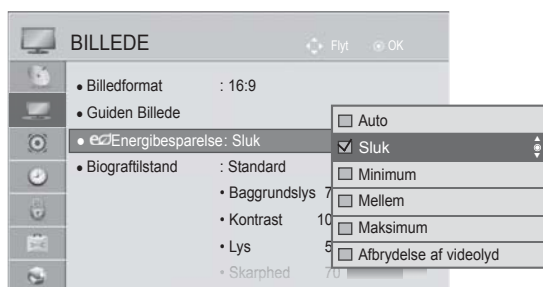 BILLEDE
Flyt OK
• Billedformat : 16:9
• Guiden Billede
• ecoEnergibesparelse: Sluk
• Biograftilstand : Standard
• Baggrundslys 7
• Kontrast 10
• Lys 5
• Skarphed 70
Auto
Sluk
Minimum
Mellem
Maksimum
Afbrydelse af videolyd